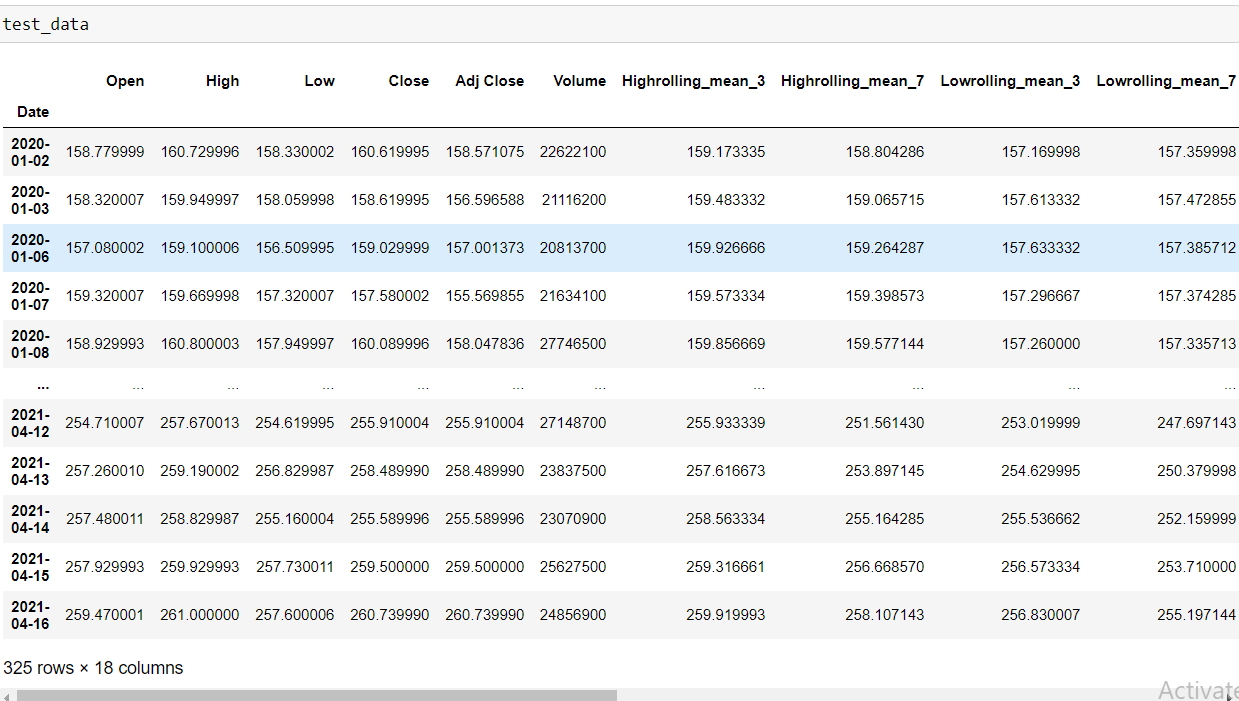 test_data
Open High Low Close Adj Close Volume Highrolling_mean_3 Highrolling_mean_7 Lowrolling_mean_3 Lowrolling_mean_7
Date
2020-
01-02 158.779999 160.729996 158.330002 160.619995 158.571075 22622100 159.173335 158.804286 157.169998 157.359998
2020-
01-03 158.320007 159.949997 158.059998 158.619995 156.596588 21116200 159.483332 159.065715 157.613332 157.472855
2020-
01-06 157.080002 159.100006 156.509995 159.029999 157.001373 20813700 159.926666 159.264287 157.633332 157.385712
2020-
01-07 159.320007 159.669998 157.320007 157.580002 155.569855 21634100 159.573334 159.398573 157.296667 157.374285
2020-
01-08 158.929993 160.800003 157.949997 160.089996 158.047836 27746500 159.856669 159.577144 157.260000 157.335713
... ... ... ... ... ... ... ... ... ... ...
2021-
04-12 254.710007 257.670013 254.619995 255.910004 255.910004 27148700 255.933339 251.561430 253.019999 247.697143
2021-
04-13 257.260010 259.190002 256.829987 258.489990 258.489990 23837500 257.616673 253.897145 254.629995 250.379998
2021-
04-14 257.480011 258.829987 255.160004 255.589996 255.589996 23070900 258.563334 255.164285 255.536662 252.159999
2021-
04-15 257.929993 259.929993 257.730011 259.500000 259.500000 25627500 259.316661 256.668570 256.573334 253.710000
2021-
04-16 259.470001 261.000000 257.600006 260.739990 260.739990 24856900 259.919993 258.107143 256.830007 255.197144
325 rows × 18 columns
Activate